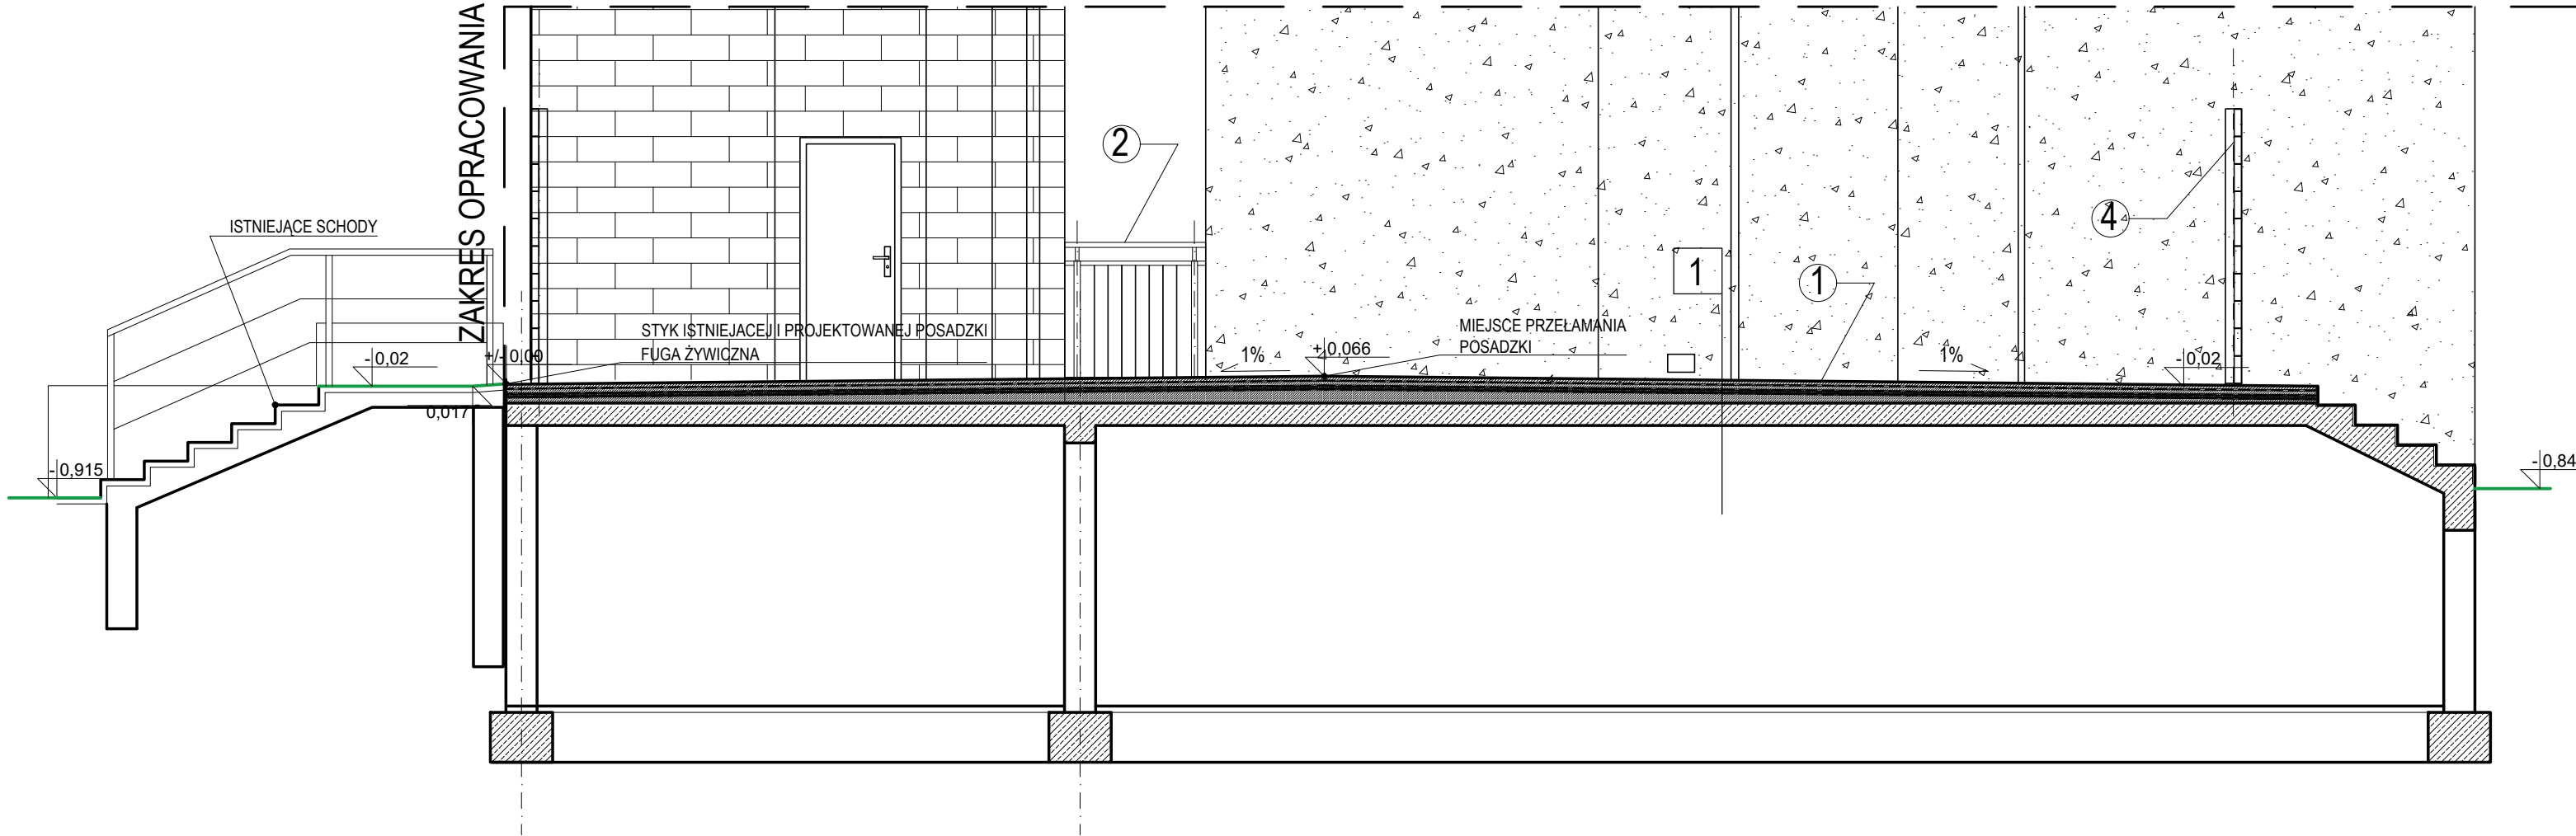 ZAKRES OPRACOWANIA
2
ISTNIEJĄCE SCHODY
4
1
1
STYK ISTNIEJACEJ I PROJEKTOWANEJ POSADZKI
FUGA ŻYWICZNA
MIEJSCE PRZEŁAMANIA
POSADZKI
-0,02
+/-0,00
1%
+0,066
1%
-0,02
0,017
-0,915
-0,84